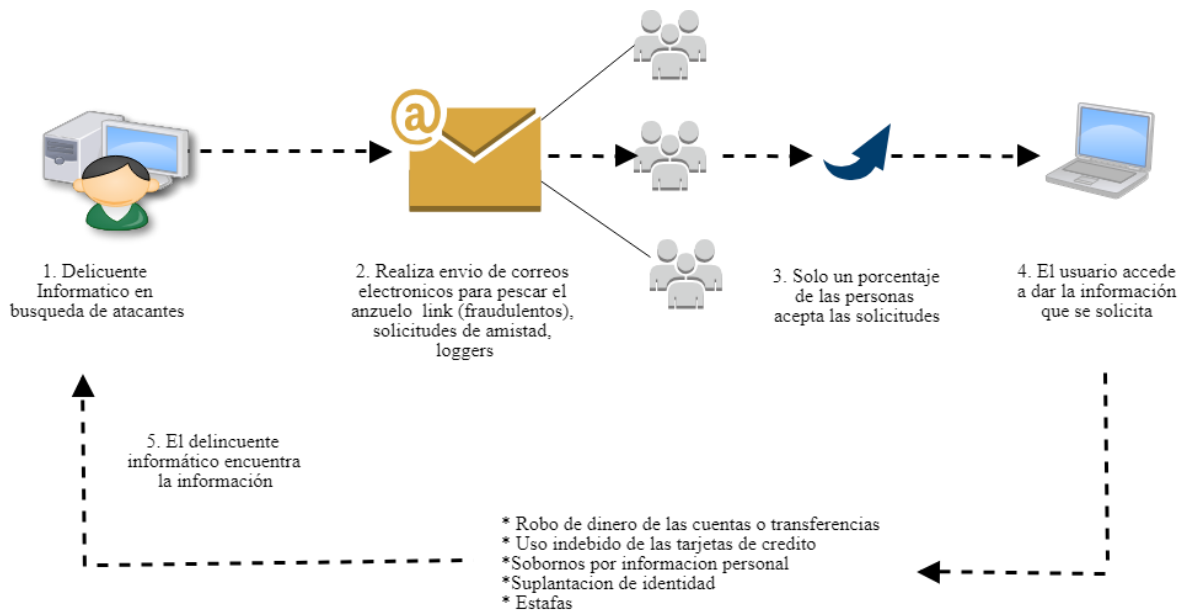 @
1. Delicuente
Informatico en
busqueda de atacantes
2. Realiza envio de correos
electronicos para pescar el
anzuelo link (fraudulentos),
solicitudes de amistad,
loggers
3. Solo un porcentaje
de las personas
acepta las solicitudes
4. El usuario accede
a dar la información
que se solicita
5. El delincuente
informático encuentra
la información
* Robo de dinero de las cuentas o transferencias
* Uso indebido de las tarjetas de credito
*Sobornos por informacion personal
*Suplantacion de identidad
* Estafas